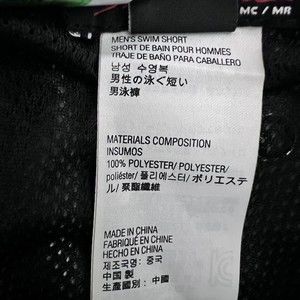 MC / MR
MEN'S SWIM SHORT
SHORT DE BAIN POUR HOMMES
TRAJE DE BAÑO PARA CABALLERO
남성 수영복
男性の泳ぐ短い
男泳褲
MATERIALS COMPOSITION
INSUMOS
100% POLYESTER/ POLYESTER/
poliéster/ 폴리에스터/ ポリエステ
ル/ 聚酯纖維
MADE IN CHINA
FABRIQUÉ EN CHINE
HECHO EN CHINA
제조국명: 중국
中国 製
生產國別: 中國